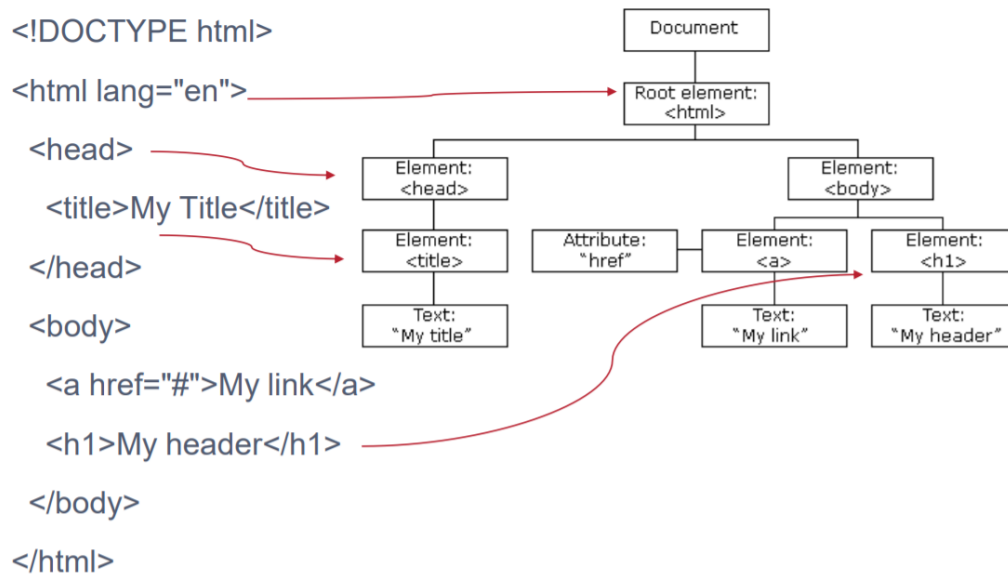 <!DOCTYPE html>
<html lang="en">
<head>
<title>My Title</title>
</head>
<body>
<a href="#">My link</a>
<h1>My header</h1>
</body>
</html>
Document
Root element:
<html>
Element:
<head>
Element:
<body>
Element:
<title>
Attribute:
“href”
Element:
<a>
Element:
<h1>
Text:
“My title”
Text:
“My link”
Text:
“My header”